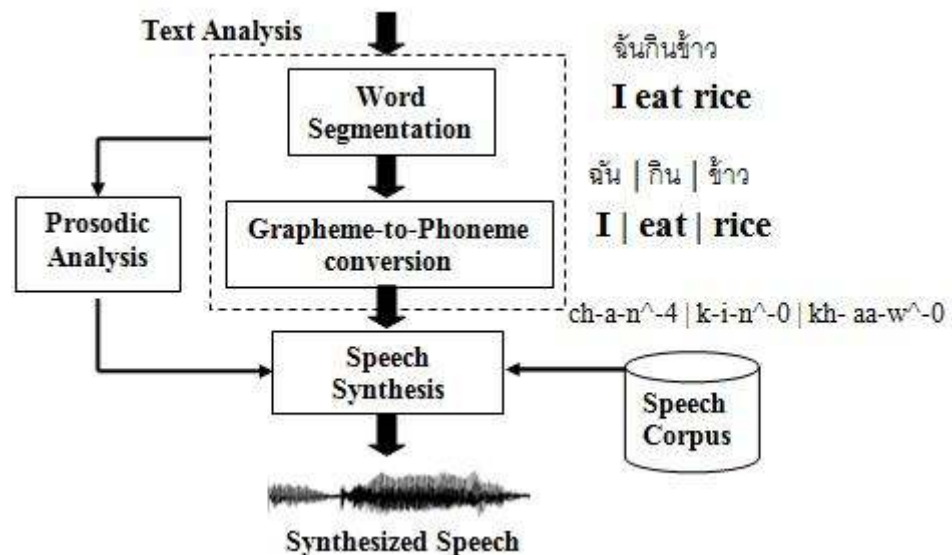 Text Analysis
Word
Segmentation
Grapheme-to-Phoneme
conversion
Prosodic
Analysis
Speech
Synthesis
Speech
Corpus
Synthesized Speech
ฉันกินข้าว
I eat rice
ฉัน | กิน | ข้าว
I | eat | rice
ch-a-n^-4 | k-i-n^-0 | kh- aa-w^-0